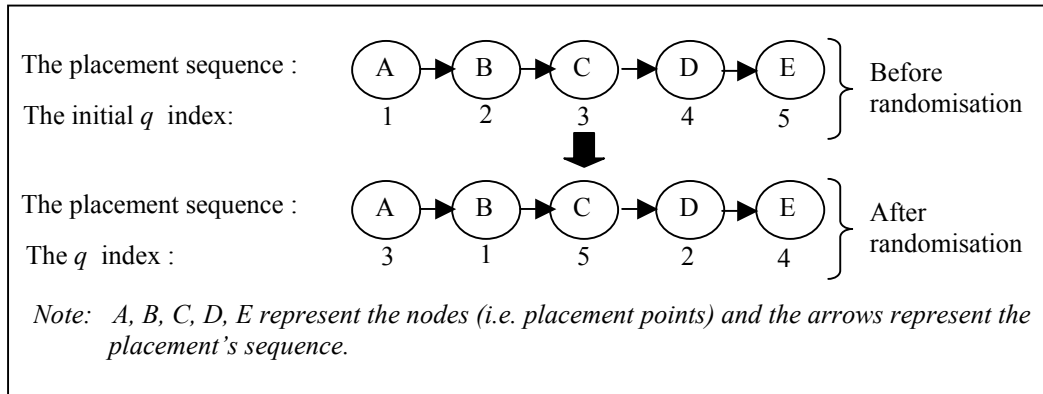 The placement sequence : A B C D E Before
randomisation
The initial q index: 1 2 3 4 5
The placement sequence : A B C D E After
randomisation
The q index : 3 1 5 2 4
Note: A, B, C, D, E represent the nodes (i.e. placement points) and the arrows represent the
placement’s sequence.